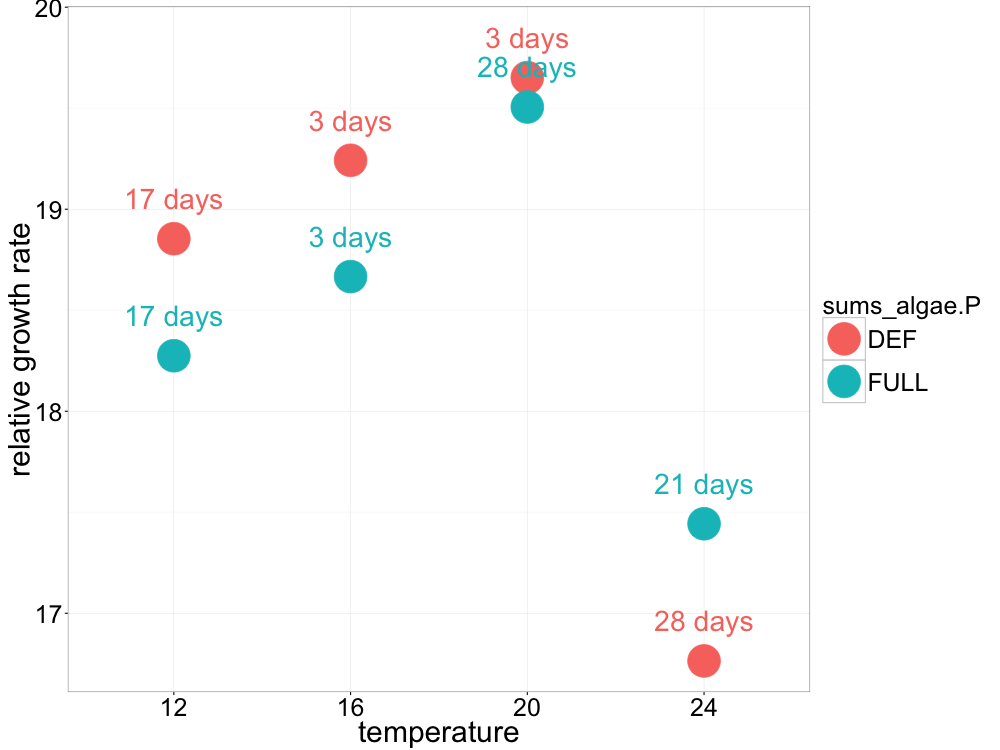 20
3 days
28 days
3 days
17 days
19
3 days
17 days
18
21 days
17
28 days
12
16
20
24
temperature
relative growth rate
sums_algae.P
DEF
FULL